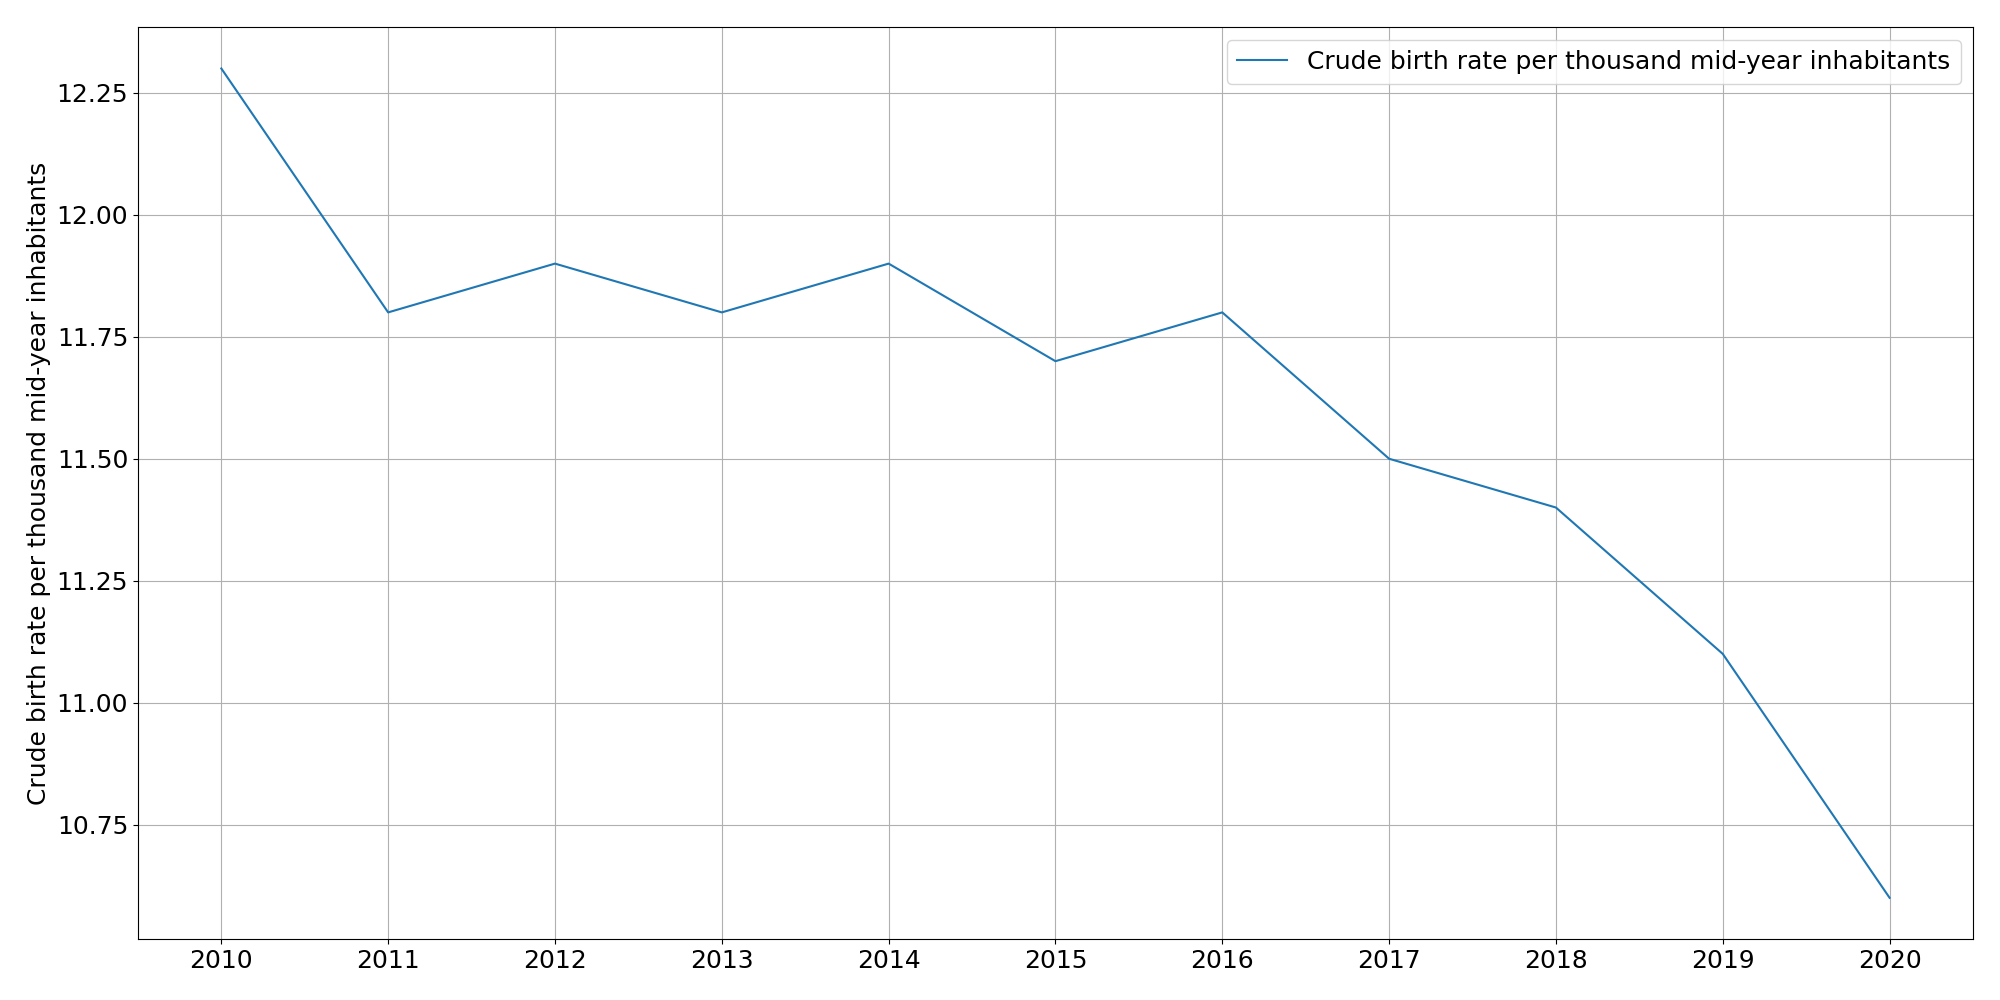 Crude birth rate per thousand mid-year inhabitants
Crude birth rate per thousand mid-year inhabitants
12.25
12.00
11.75
11.50
11.25
11.00
10.75
2010 2011 2012 2013 2014 2015 2016 2017 2018 2019 2020